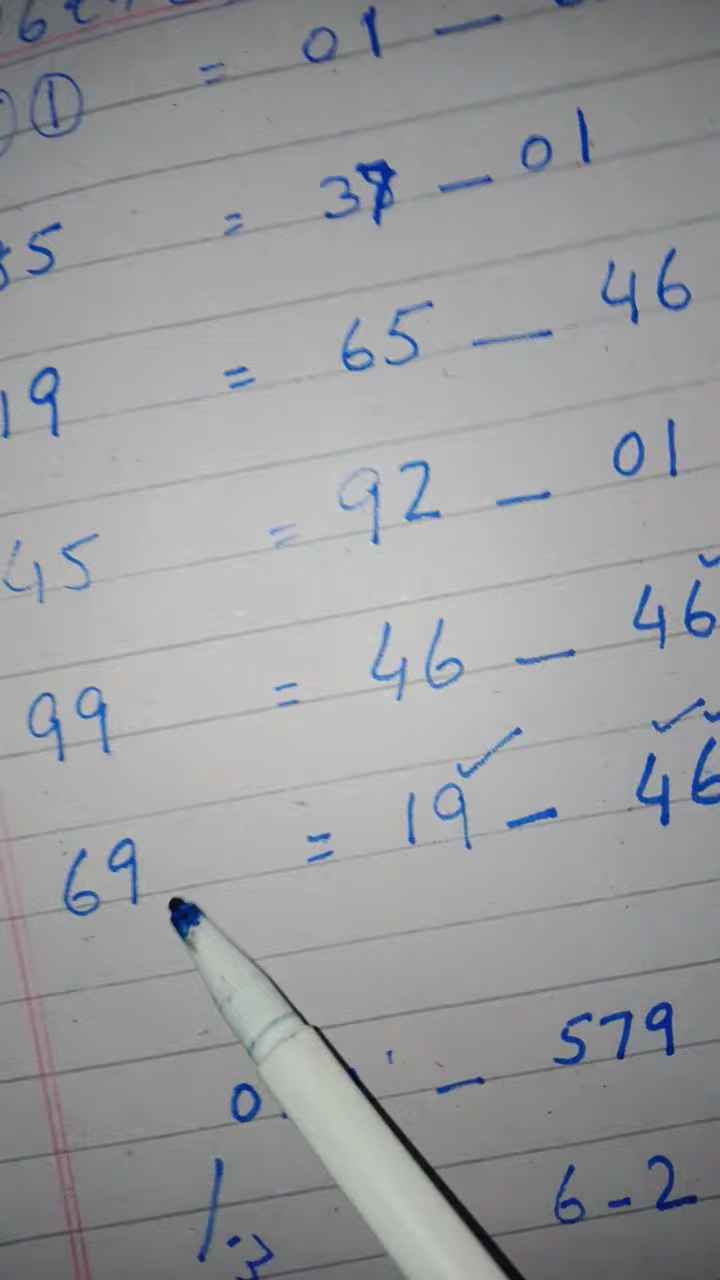 ① = 01 —
5 = 37 — 01
19 = 65 — 46
45 = 92 — 01
99 = 46 — 46
69 = 19 — 46
0 — 579
6-2